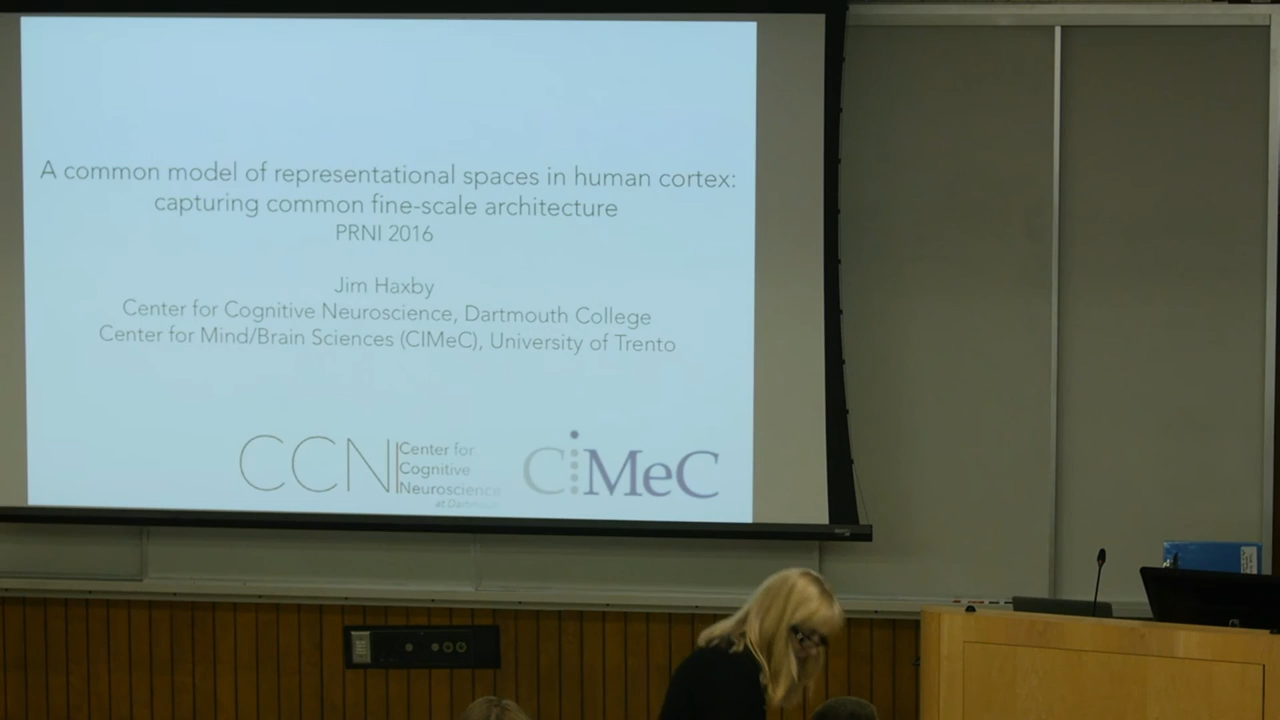 A common model of representational spaces in human cortex:
capturing common fine-scale architecture
PRNI 2016
Jim Haxby
Center for Cognitive Neuroscience, Dartmouth College
Center for Mind/Brain Sciences (CIMeC), University of Trento
CCN
Center for
Cognitive
Neuroscience
at Dartmouth
CiMeC